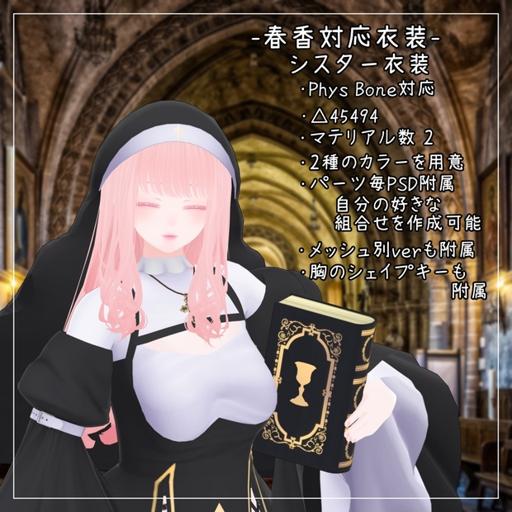 -春香対応衣装-
シスター衣装
・Phys Bone対応
・△45494
・マテリアル数 2
・2種のカラーを用意
・パーツ毎PSD附属
自分の好きな
組合せを作成可能
・メッシュ別verも附属
・胸のシェイプキーも
附属